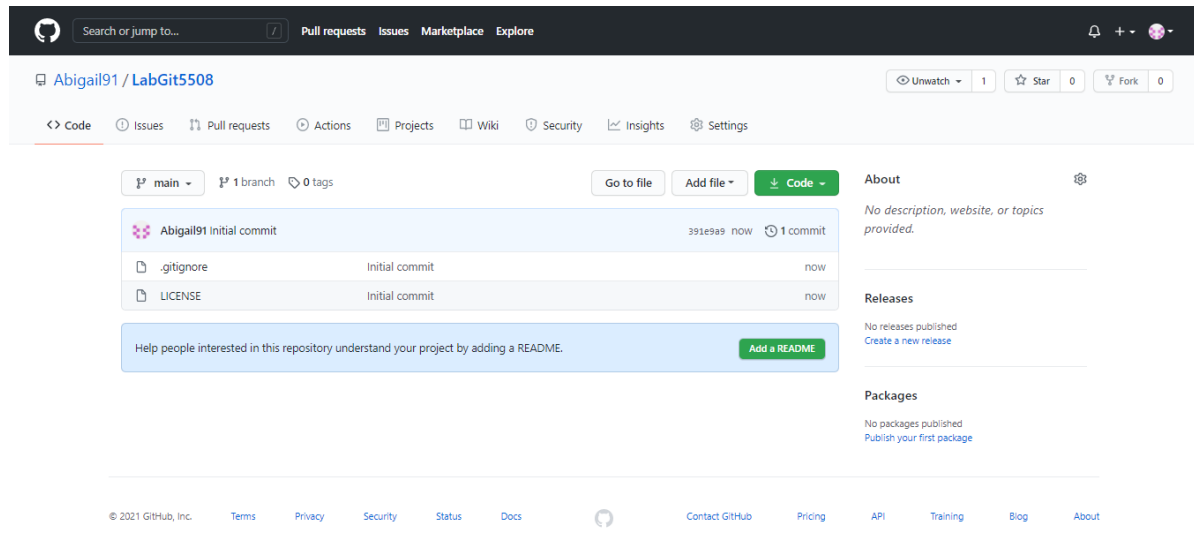 Search or jump to... / Pull requests Issues Marketplace Explore
Abigail91 / LabGit5508 Unwatch 1 Star 0 Fork 0
Code Issues Pull requests Actions Projects Wiki Security Insights Settings
main 1 branch 0 tags Go to file Add file Code
About
No description, website, or topics
provided.
Abigail91 Initial commit 391e9a9 now 1 commit
.gitignore Initial commit now
LICENSE Initial commit now
Help people interested in this repository understand your project by adding a README. Add a README
Releases
No releases published
Create a new release
Packages
No packages published
Publish your first package
© 2021 GitHub, Inc. Terms Privacy Security Status Docs Contact GitHub Pricing API Training Blog About